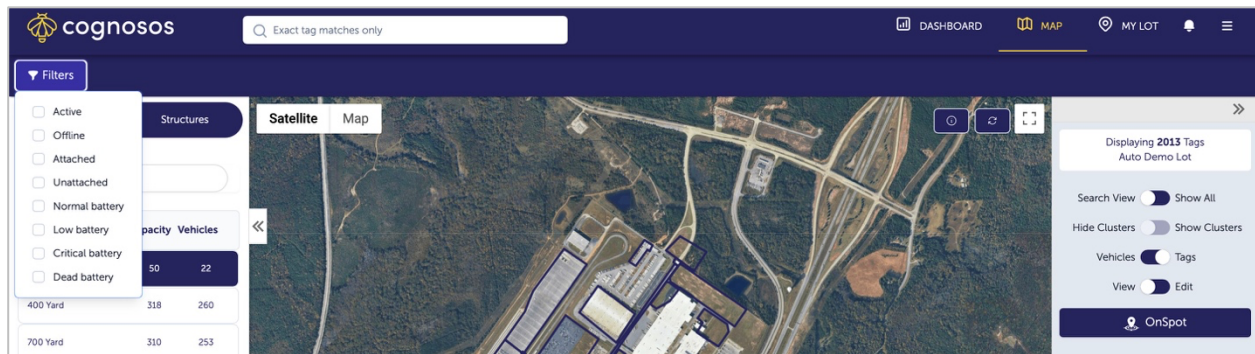 cognosos
Exact tag matches only
DASHBOARD
MAP
MY LOT
Filters
Active
Offline
Attached
Unattached
Normal battery
Low battery
Critical battery
Dead battery
Structures
pacity Vehicles
50 22
400 Yard 318 260
700 Yard 310 253
Satellite Map
Displaying 2013 Tags
Auto Demo Lot
Search View Show All
Hide Clusters Show Clusters
Vehicles Tags
View Edit
OnSpot